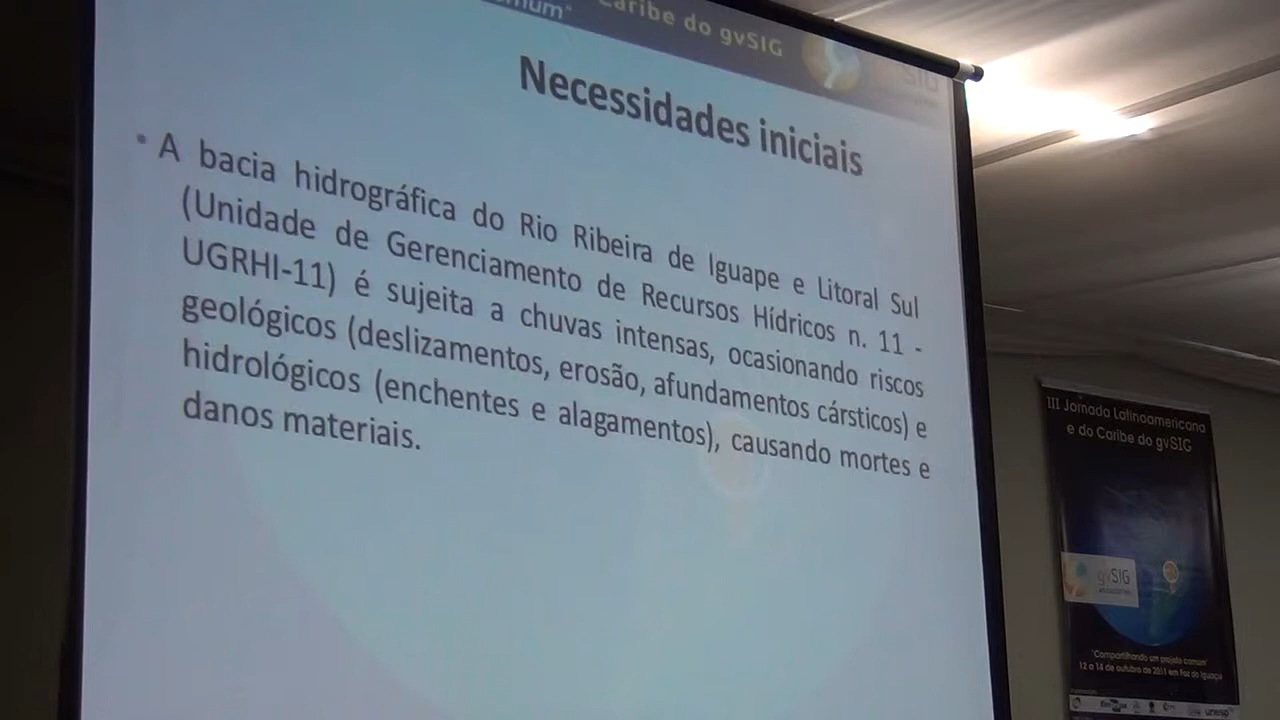 Caribe do gvSIG
Necessidades iniciais
• A bacia hidrográfica do Rio Ribeira de Iguape e Litoral Sul
(Unidade de Gerenciamento de Recursos Hídricos n. 11 -
UGRHI-11) é sujeita a chuvas intensas, ocasionando riscos
geológicos (deslizamentos, erosão, afundamentos cársticos) e
hidrológicos (enchentes e alagamentos), causando mortes e
danos materiais.
III Jornada Latinoamericana
e do Caribe do gvSIG
gvSIG
"Compartilhando um projeto comum"
12 a 14 de outubro de 2011 em Foz do Iguaçu
unesp